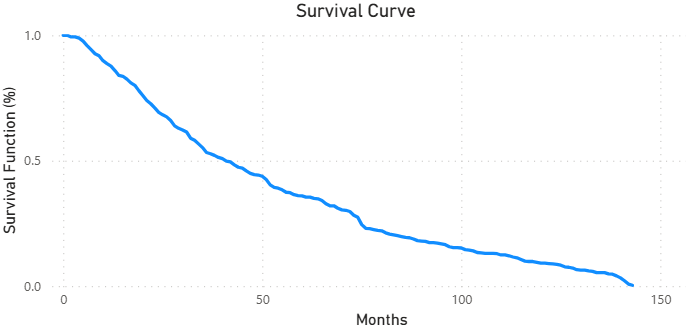 Survival Curve
1.0
0.5
0.0
Survival Function (%)
0 50 100 150
Months